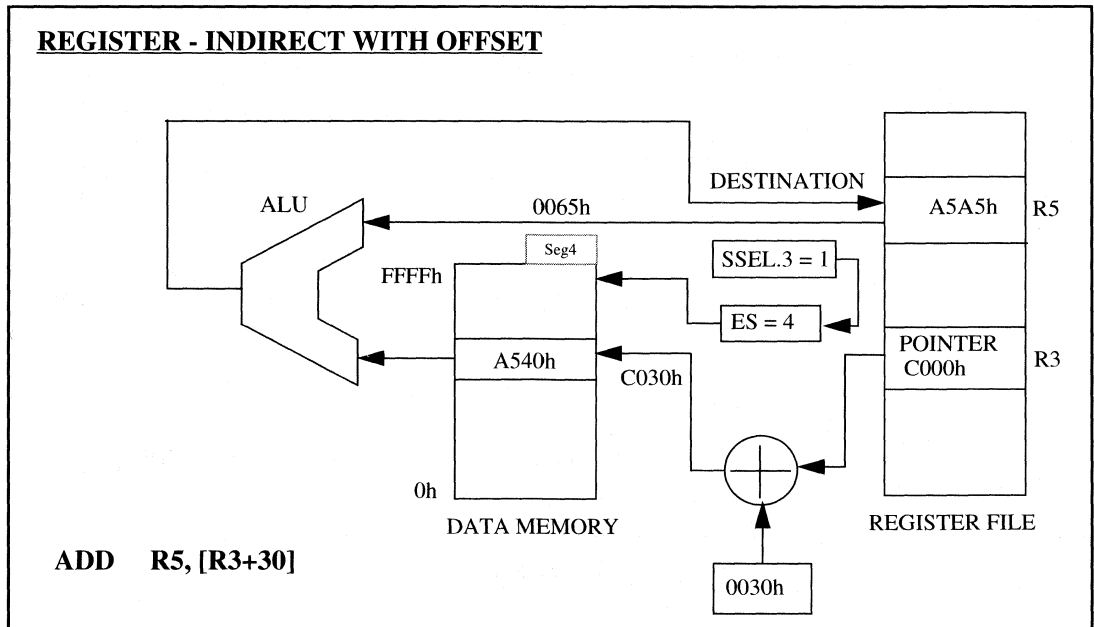 REGISTER - INDIRECT WITH OFFSET
DESTINATION
ALU
0065h
A5A5h
R5
Seg4
SSEL.3 = 1
FFFFh
ES = 4
POINTER
C000h
R3
A540h
C030h
0h
DATA MEMORY
REGISTER FILE
ADD R5, [R3+30]
0030h